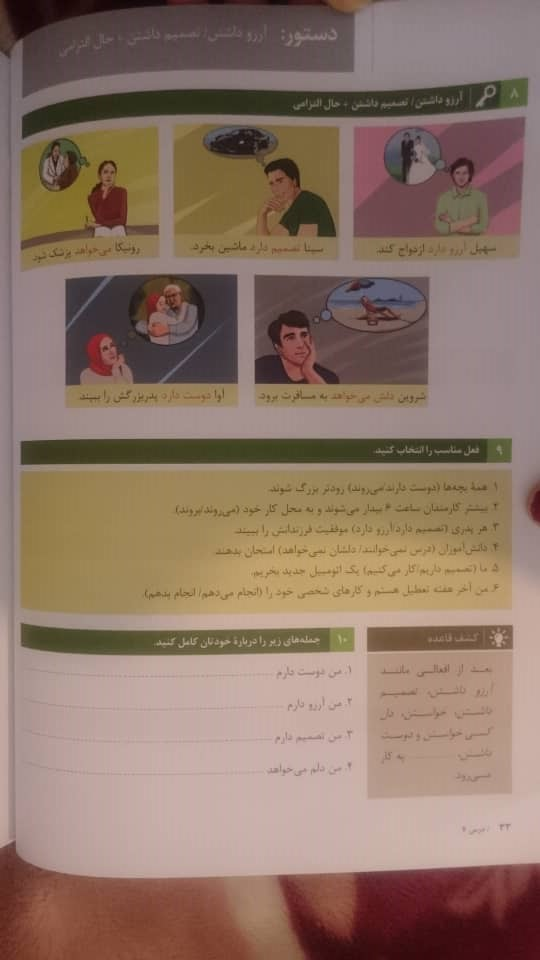 دستور: آرزو داشتن/ تصمیم داشتن + حال التزامی
۸ آرزو داشتن/ تصمیم داشتن + حال التزامی
سهیل آرزو دارد ازدواج کند.
سینا تصمیم دارد ماشین بخرد.
رونیکا می‌خواهد پزشک شود
شروین دلش می‌خواهد به مسافرت برود.
آوا دوست دارد پدربزرگش را ببیند.
۹ فعل مناسب را انتخاب کنید.
۱ همهٔ بچه‌ها (دوست دارند/می‌روند) زودتر بزرگ شوند.
۲ بیشتر کارمندان ساعت ۶ بیدار می‌شوند و به محل کار خود (می‌روند/بروند).
۳. هر پدری (تصمیم دارد/آرزو دارد) موفقیت فرزندانش را ببیند.
۴. دانش‌آموزان (درس نمی‌خوانند/ دلشان نمی‌خواهد) امتحان بدهند.
۵ ما (تصمیم داریم/کار می‌کنیم) یک اتومبیل جدید بخریم.
۶. من آخر هفته تعطیل هستم و کارهای شخصی خود را (انجام می‌دهم/ انجام بدهم).
کشف قاعده
بعد از افعالی مانند
آرزو داشتن، تصمیم
داشتن، خواستن، دل
کسی خواستن و دوست
داشتن، ............ به کار
می‌رود.
۱۰ جمله‌های زیر را دربارهٔ خودتان کامل کنید.
۱. من دوست دارم
۲. من آرزو دارم
۳. من تصمیم دارم
۴. من دلم می‌خواهد
۳۳ / درس